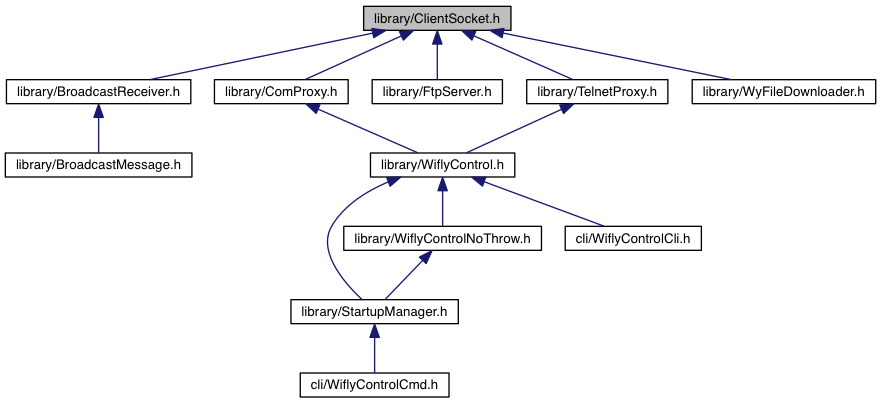 library/ClientSocket.h
library/BroadcastReceiver.h
library/ComProxy.h
library/FtpServer.h
library/TelnetProxy.h
library/WyFileDownloader.h
library/BroadcastMessage.h
library/WiflyControl.h
library/WiflyControlNoThrow.h
cli/WiflyControlCli.h
library/StartupManager.h
cli/WiflyControlCmd.h